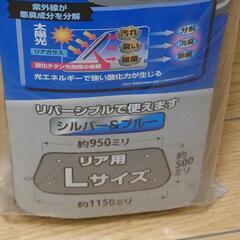 紫外線が
悪臭成分を分解
太陽光
リアガラス
汚れ
臭い
雑菌
分解
消臭
除菌
酸化チタン光触媒の被膜
光エネルギーで強い酸化力が生じる
リバーシブルで使えます
シルバー&ブルー
約950ミリ
リア用
Lサイズ
約500ミリ
約1150ミリ